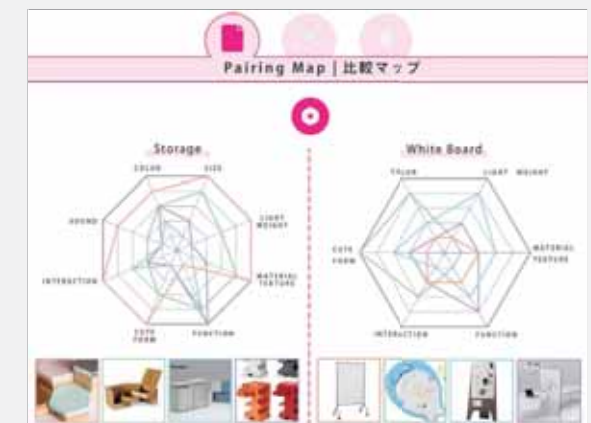 Pairing Map | 比較マップ
Storage
COLOR
SIZE
SOUND
LIGHT
WEIGHT
INTERACTION
MATERIAL
TEXTURE
CUTE
FORM
FUNCTION
White Board
COLOR
LIGHT WEIGHT
CUTE
FORM
MATERIAL
TEXTURE
INTERACTION
FUNCTION